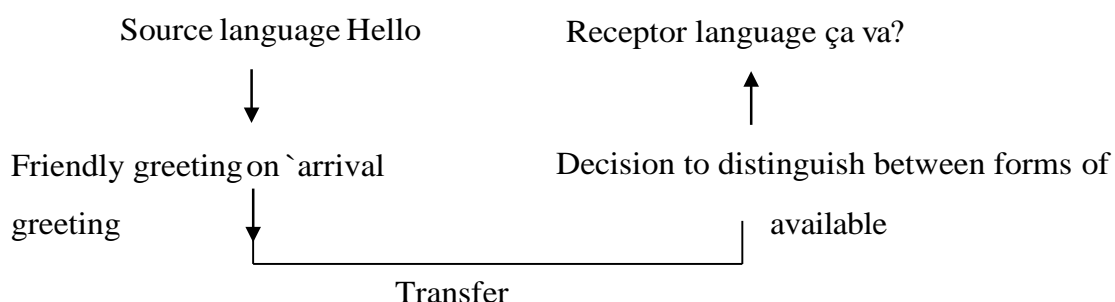 Source language Hello
Receptor language ça va?
Friendly greeting on `arrival
greeting
Decision to distinguish between forms of
available
Transfer